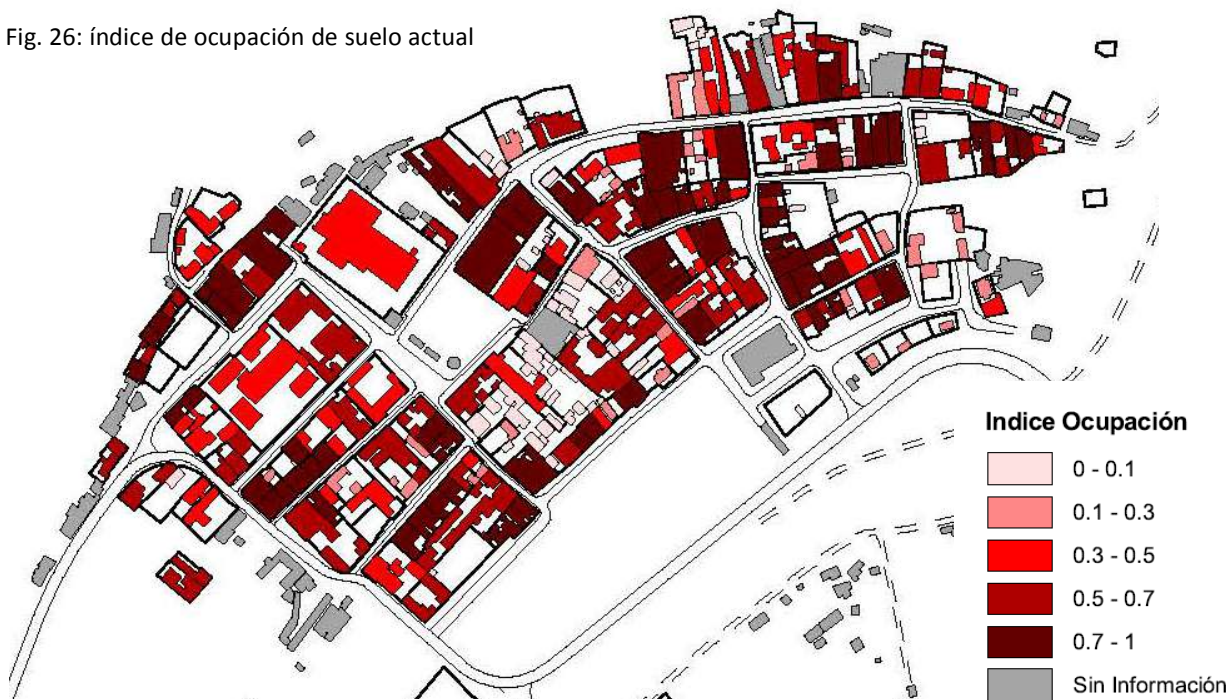 Fig. 26: índice de ocupación de suelo actual
Indice Ocupación
0 - 0.1
0.1 - 0.3
0.3 - 0.5
0.5 - 0.7
0.7 - 1
Sin Información